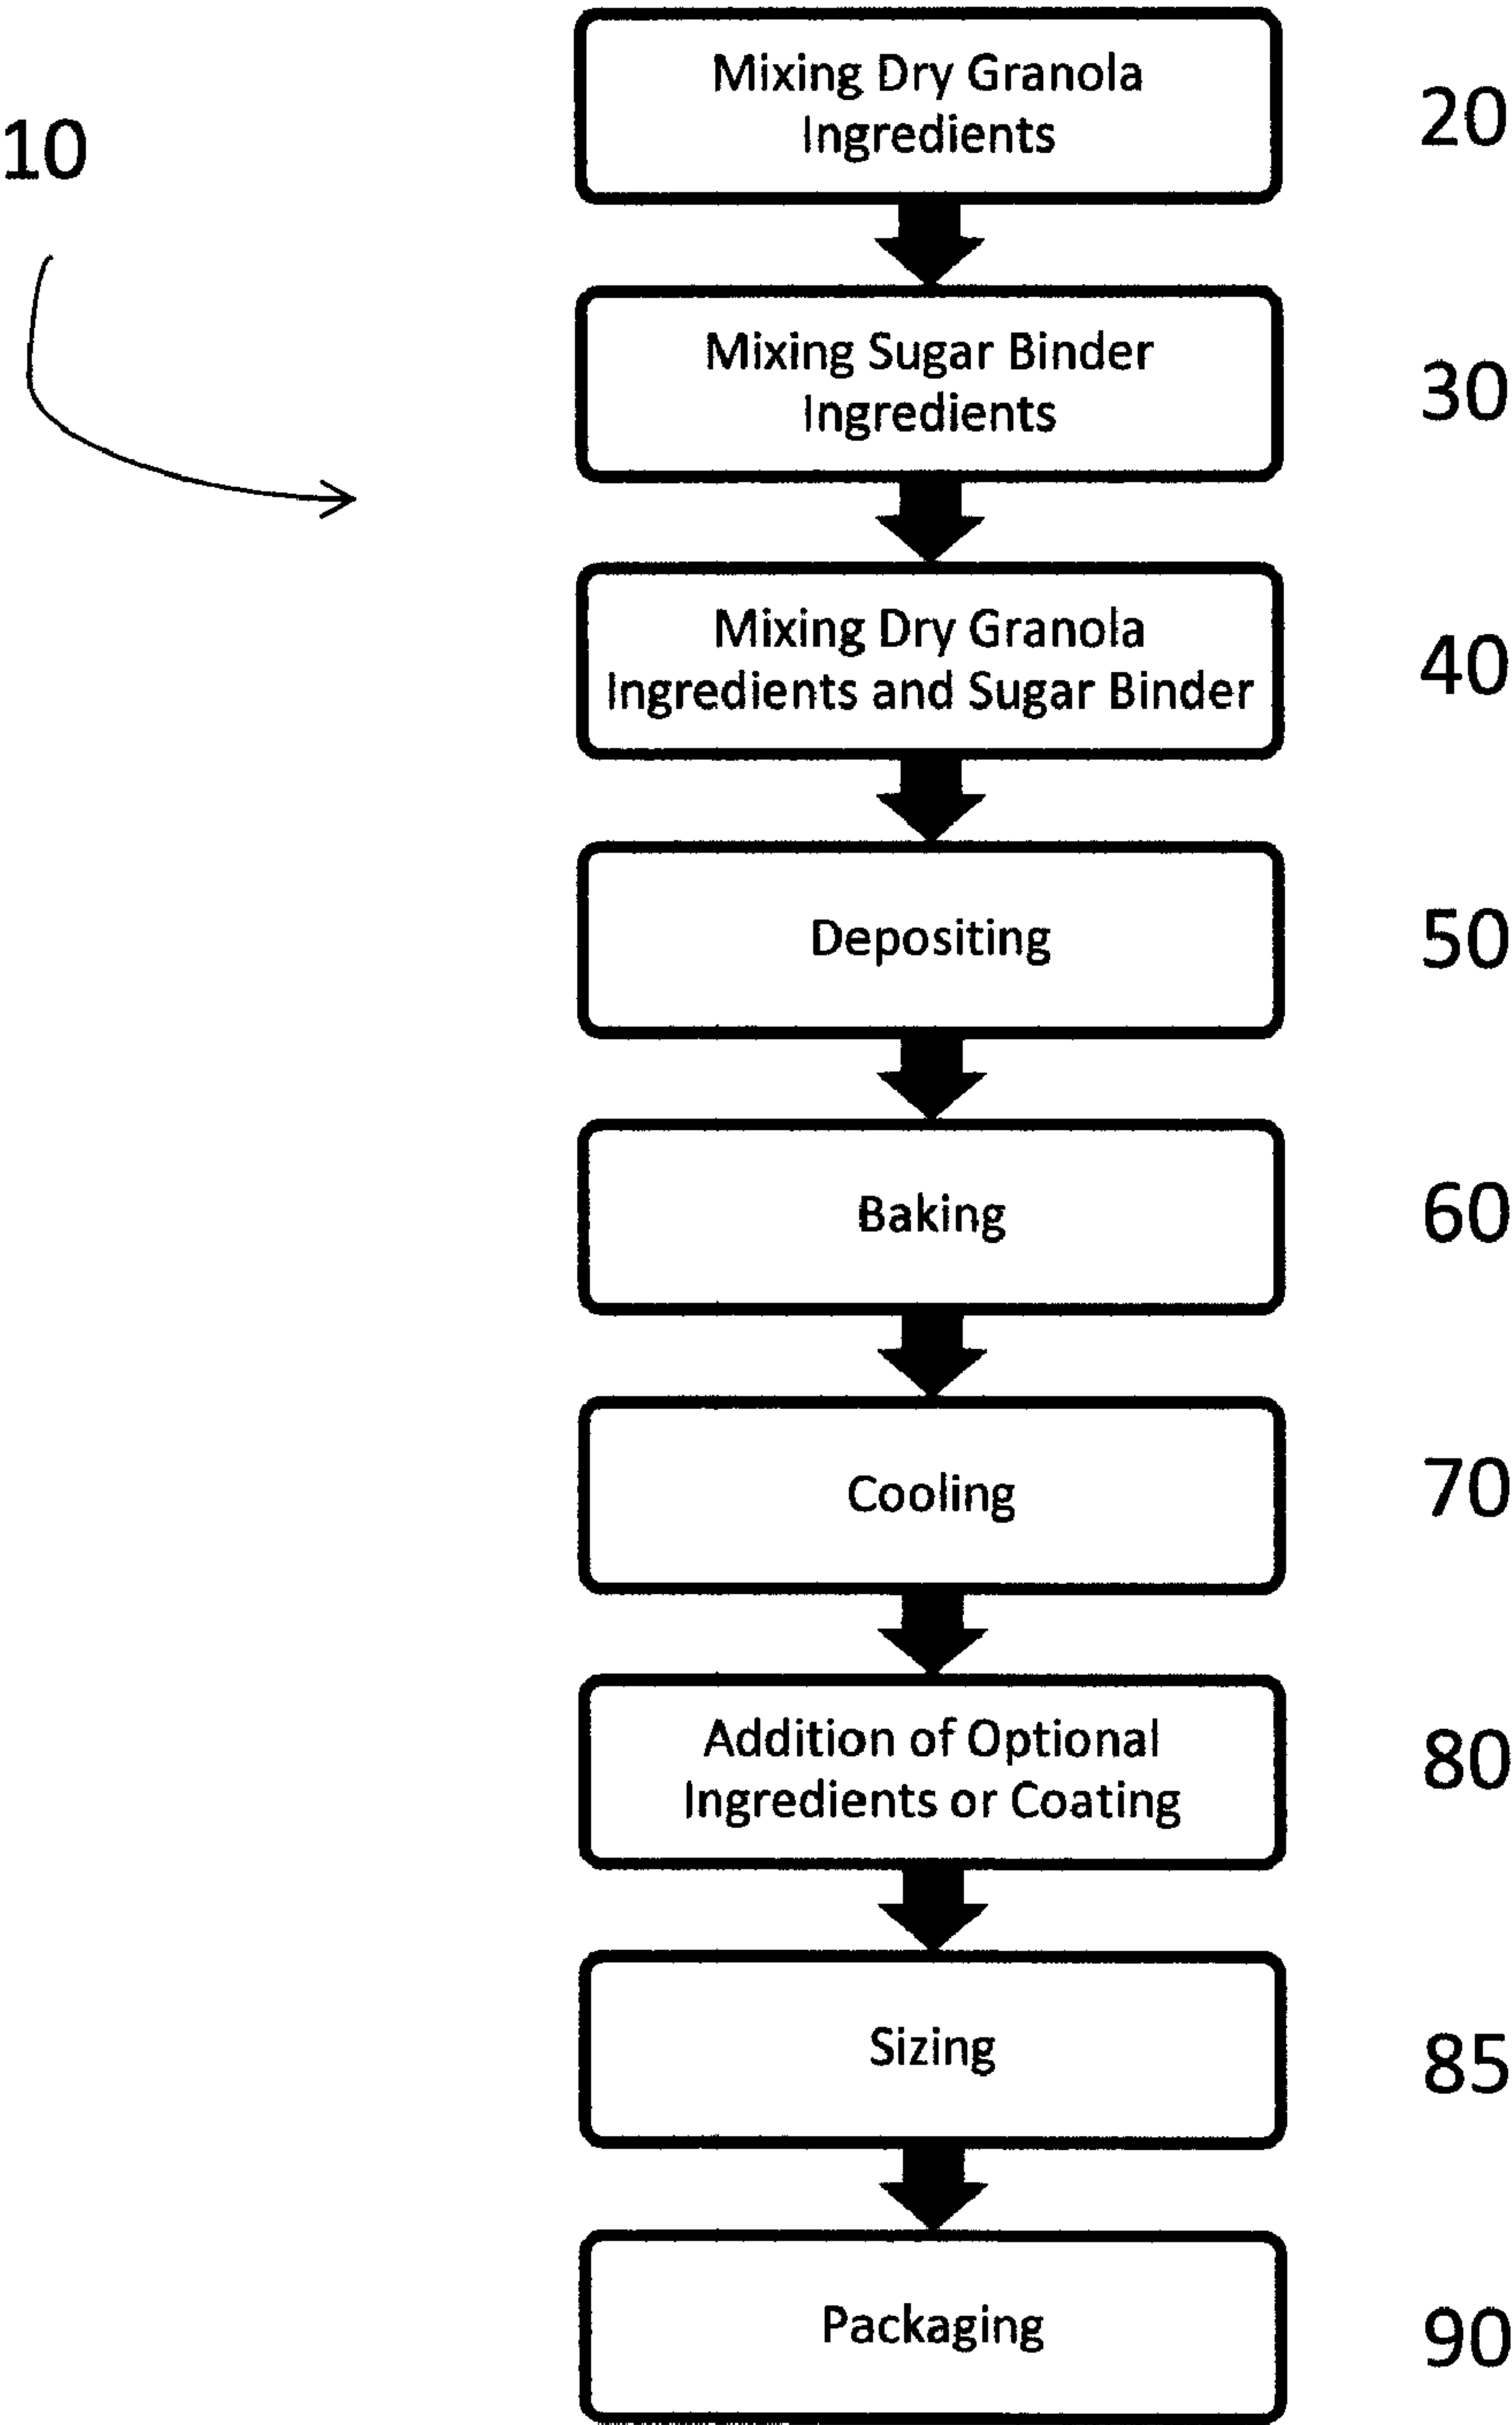 10
Mixing Dry Granola
Ingredients
20
Mixing Sugar Binder
Ingredients
30
Mixing Dry Granola
Ingredients and Sugar Binder
40
Depositing
50
Baking
60
Cooling
70
Addition of Optional
Ingredients or Coating
80
Sizing
85
Packaging
90